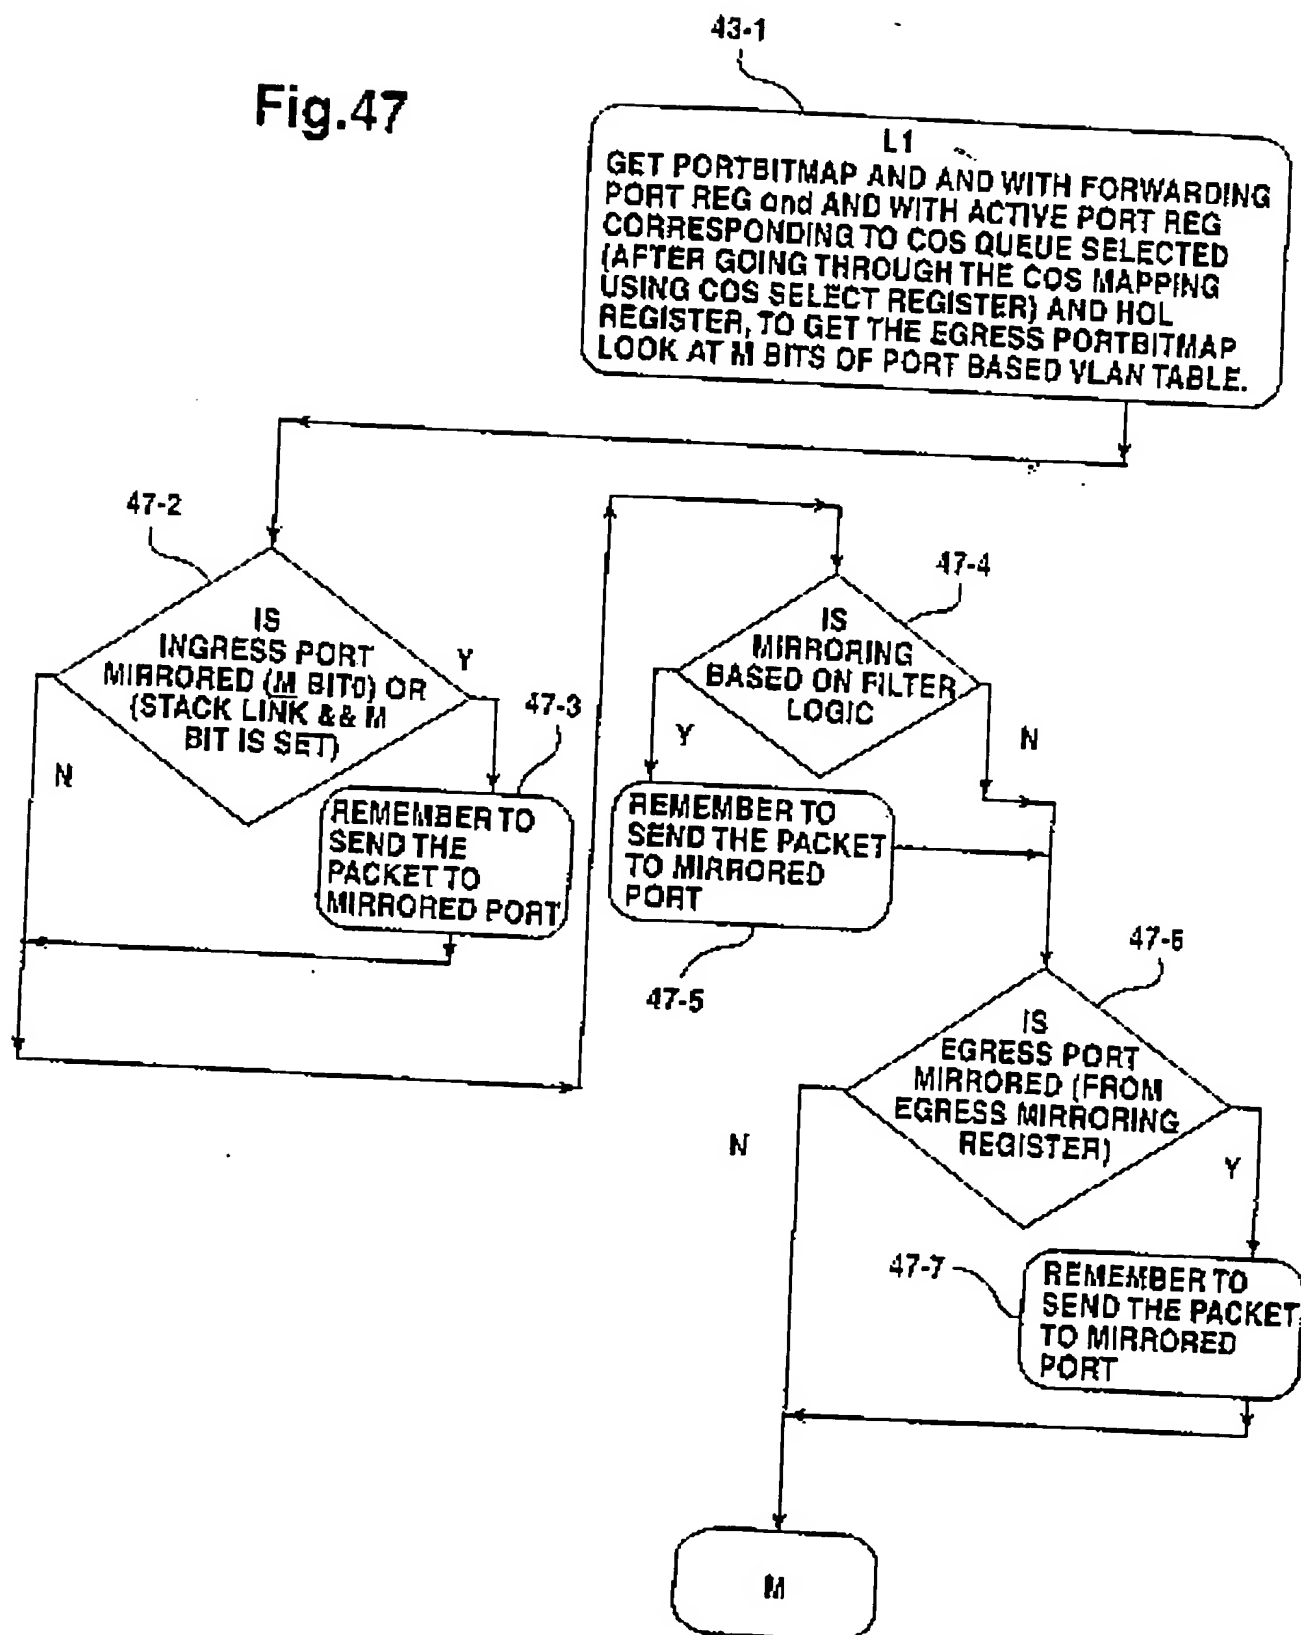 43-1
Fig.47
L1
GET PORTBITMAP AND AND WITH FORWARDING
PORT REG and AND WITH ACTIVE PORT REG
CORRESPONDING TO COS QUEUE SELECTED
(AFTER GOING THROUGH THE COS MAPPING
USING COS SELECT REGISTER) AND HOL
REGISTER, TO GET THE EGRESS PORTBITMAP
LOOK AT M BITS OF PORT BASED VLAN TABLE.
47-2
IS
INGRESS PORT
MIRRORED (M BIT0) OR
(STACK LINK && M
BIT IS SET)
Y
N
47-3
REMEMBER TO
SEND THE
PACKET TO
MIRRORED PORT
47-4
IS
MIRRORING
BASED ON FILTER
LOGIC
Y
N
REMEMBER TO
SEND THE PACKET
TO MIRRORED
PORT
47-5
47-6
IS
EGRESS PORT
MIRRORED (FROM
EGRESS MIRRORING
REGISTER)
N
Y
47-7
REMEMBER TO
SEND THE PACKET
TO MIRRORED
PORT
M